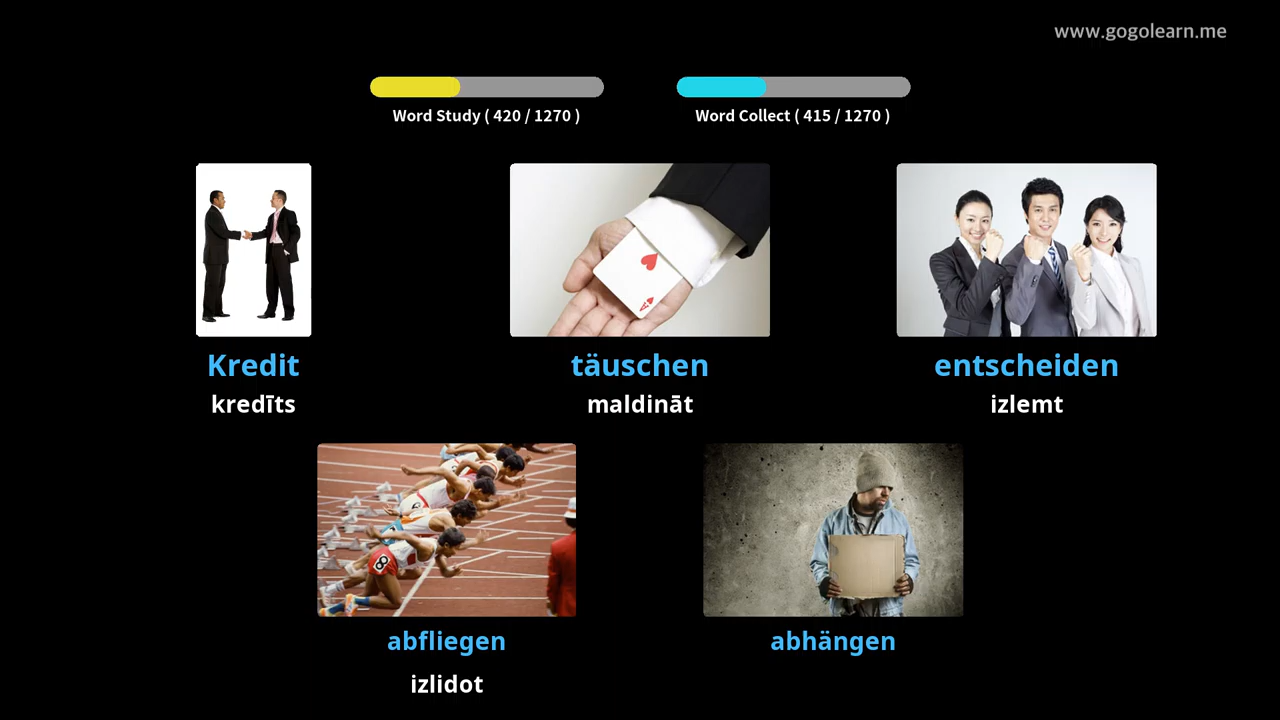 www.gogolearn.me
Word Study ( 420 / 1270 )
Word Collect ( 415 / 1270 )
Kredit
kredīts
täuschen
maldināt
entscheiden
izlemt
abfliegen
izlidot
abhängen